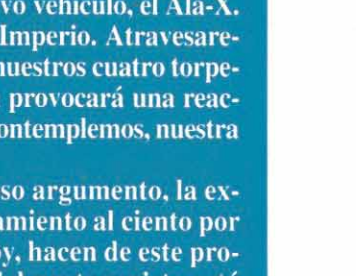 vo vehículo, el Ala-X.
Imperio. Atravesare-
nuestros cuatro torpe-
provocará una reac-
ontemplemos, nuestra
so argumento, la ex-
amiento al ciento por
oy, hacen de este pro-